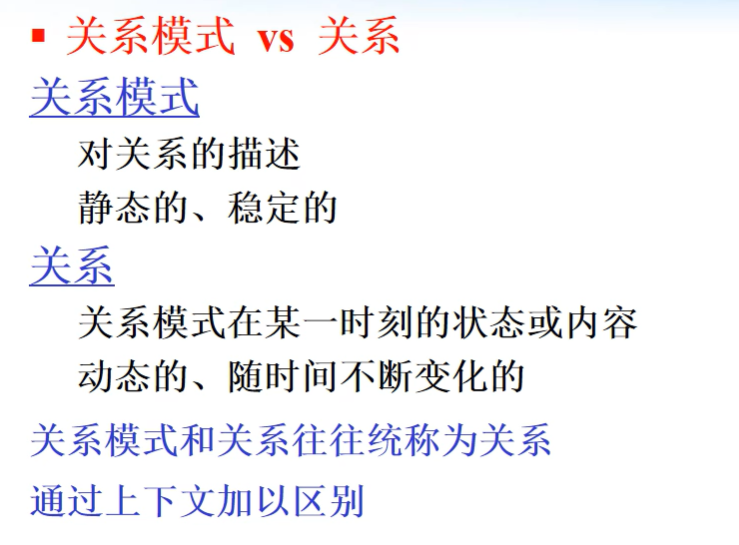 ▪ 关系模式 vs 关系
关系模式
对关系的描述
静态的、稳定的
关系
关系模式在某一时刻的状态或内容
动态的、随时间不断变化的
关系模式和关系往往统称为关系
通过上下文加以区别